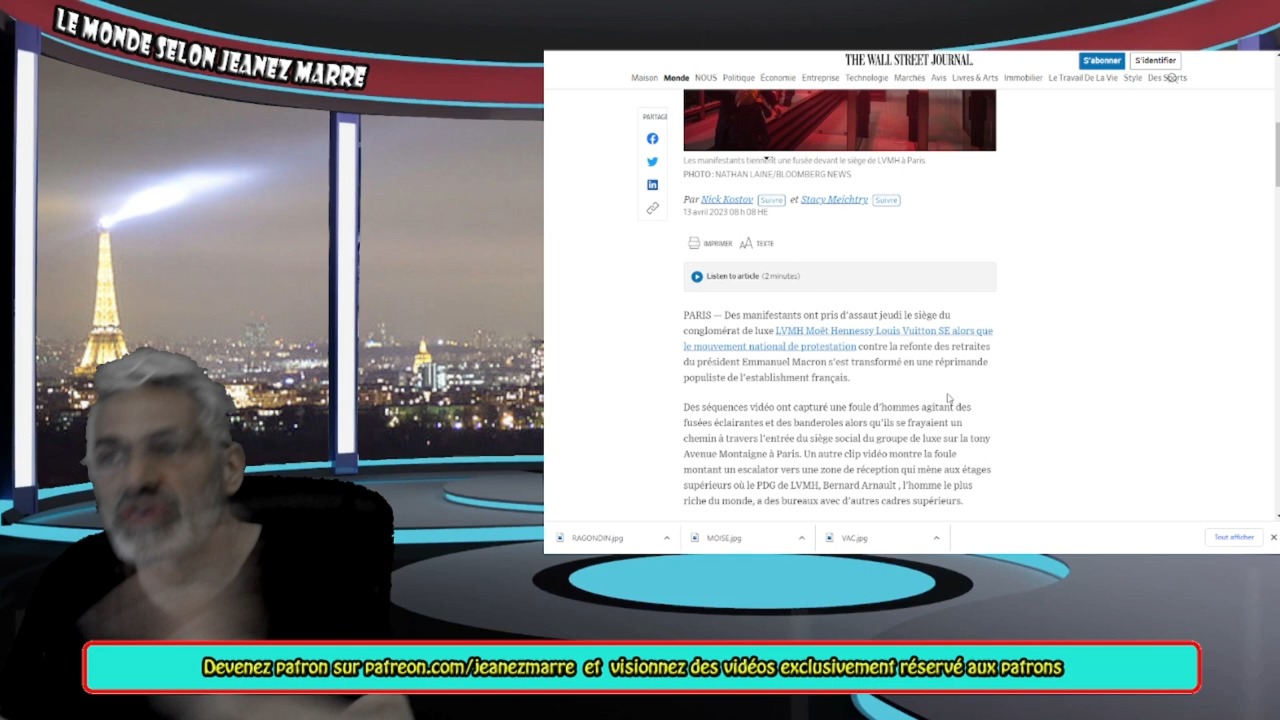 LE MONDE SELON JEANEZ MARRE
THE WALL STREET JOURNAL.
S'abonner
S'identifier
Maison Monde NOUS Politique Économie Entreprise Technologie Marchés Avis Livres & Arts Immobilier Le Travail De La Vie Style Des Sports
PARTAGE
Les manifestants tiennent une fusée devant le siège de LVMH à Paris.
PHOTO : NATHAN LAINE/BLOOMBERG NEWS
Par Nick Kostov Suivre et Stacy Meichtry Suivre
13 avril 2023 08 h 08 HE
IMPRIMER AA TEXTE
Listen to article (2 minutes)
PARIS — Des manifestants ont pris d'assaut jeudi le siège du
conglomérat de luxe LVMH Moët Hennessy Louis Vuitton SE alors que
le mouvement national de protestation contre la refonte des retraites
du président Emmanuel Macron s'est transformé en une réprimande
populiste de l'establishment français.
Des séquences vidéo ont capturé une foule d'hommes agitant des
fusées éclairantes et des banderoles alors qu'ils se frayaient un
chemin à travers l'entrée du siège social du groupe de luxe sur la tony
Avenue Montaigne à Paris. Un autre clip vidéo montre la foule
montant un escalator vers une zone de réception qui mène aux étages
supérieurs où le PDG de LVMH, Bernard Arnault , l'homme le plus
riche du monde, a des bureaux avec d'autres cadres supérieurs.
RAGONDIN.jpg
MOISE.jpg
VAC.jpg
Tout afficher
Devenez patron sur patreon.com/jeanezmarre et visionnez des vidéos exclusivement réservé aux patrons